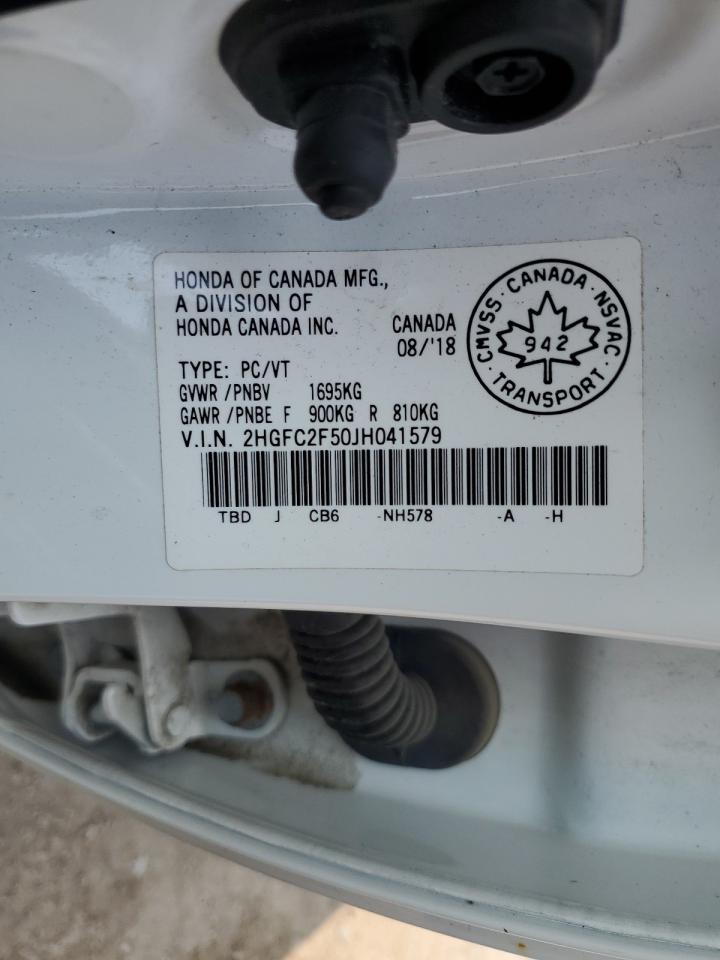 HONDA OF CANADA MFG.,
A DIVISION OF
HONDA CANADA INC. CANADA
08/'18
TYPE: PC/VT
GVWR /PNBV 1695KG
GAWR /PNBE F 900KG R 810KG
V.I.N. 2HGFC2F50JH041579
TBD J CB6 -NH578 -A -H
CMVSS · CANADA · NSVAC
942
· TRANSPORT ·